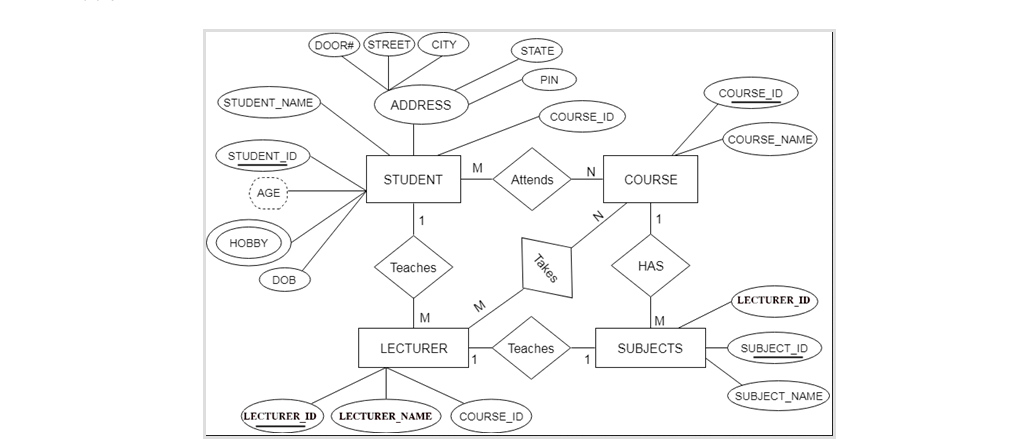 DOOR#
STREET
CITY
STATE
PIN
ADDRESS
STUDENT_NAME
COURSE_ID
COURSE_ID
COURSE_NAME
STUDENT_ID
AGE
HOBBY
DOB
STUDENT
M
Attends
N
COURSE
1
Teaches
M
N
Takes
M
1
HAS
M
LECTURER
1
Teaches
1
SUBJECTS
LECTURER_ID
SUBJECT_ID
SUBJECT_NAME
LECTURER_ID
LECTURER_NAME
COURSE_ID